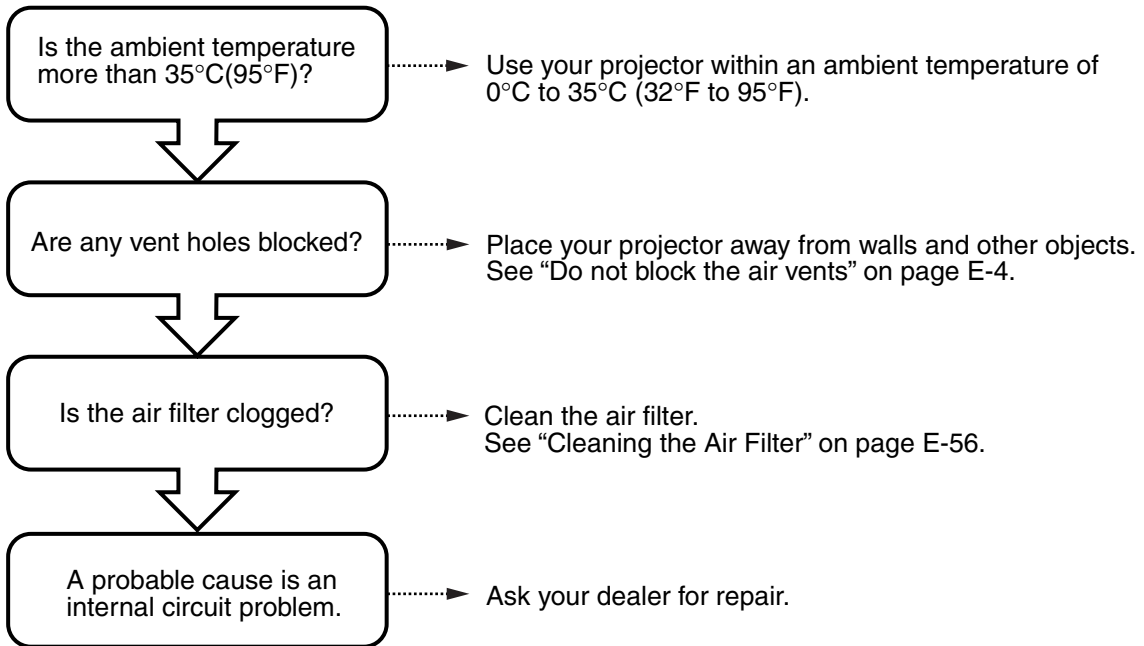 Is the ambient temperature
more than 35°C(95°F)?
Use your projector within an ambient temperature of
0°C to 35°C (32°F to 95°F).
Are any vent holes blocked?
Place your projector away from walls and other objects.
See “Do not block the air vents” on page E-4.
Is the air filter clogged?
Clean the air filter.
See “Cleaning the Air Filter” on page E-56.
A probable cause is an
internal circuit problem.
Ask your dealer for repair.